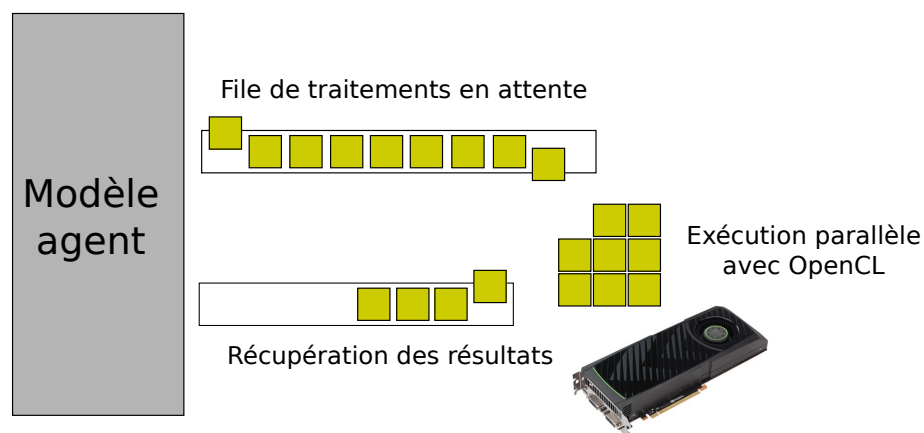 File de traitements en attente
Modèle
agent
Exécution parallèle
avec OpenCL
Récupération des résultats